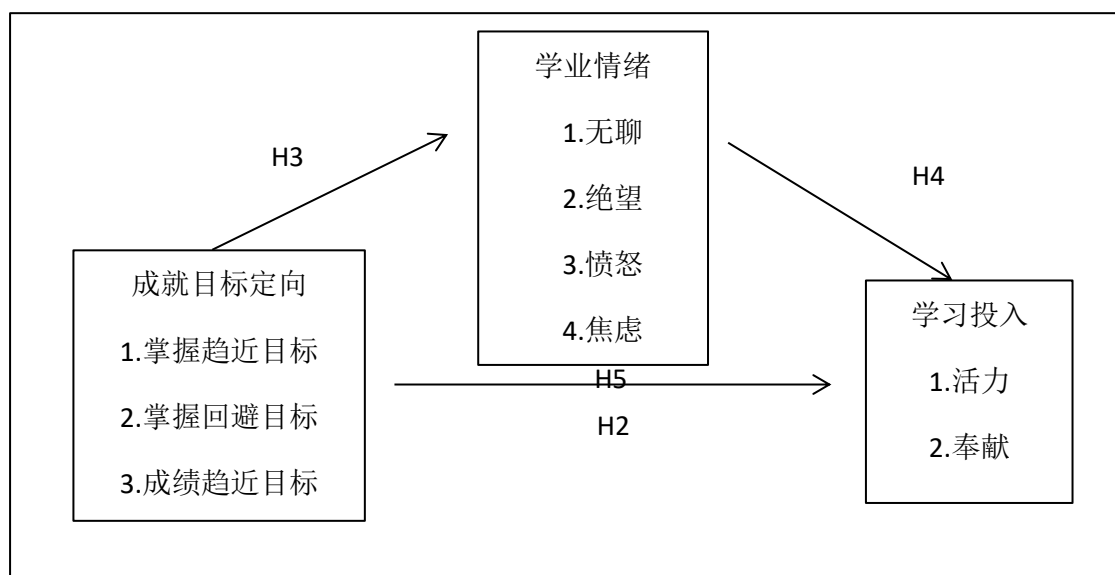 学业情绪
1.无聊
2.绝望
3.愤怒
4.焦虑
H3
H4
成就目标定向
1.掌握趋近目标
2.掌握回避目标
3.成绩趋近目标
H5
H2
学习投入
1.活力
2.奉献